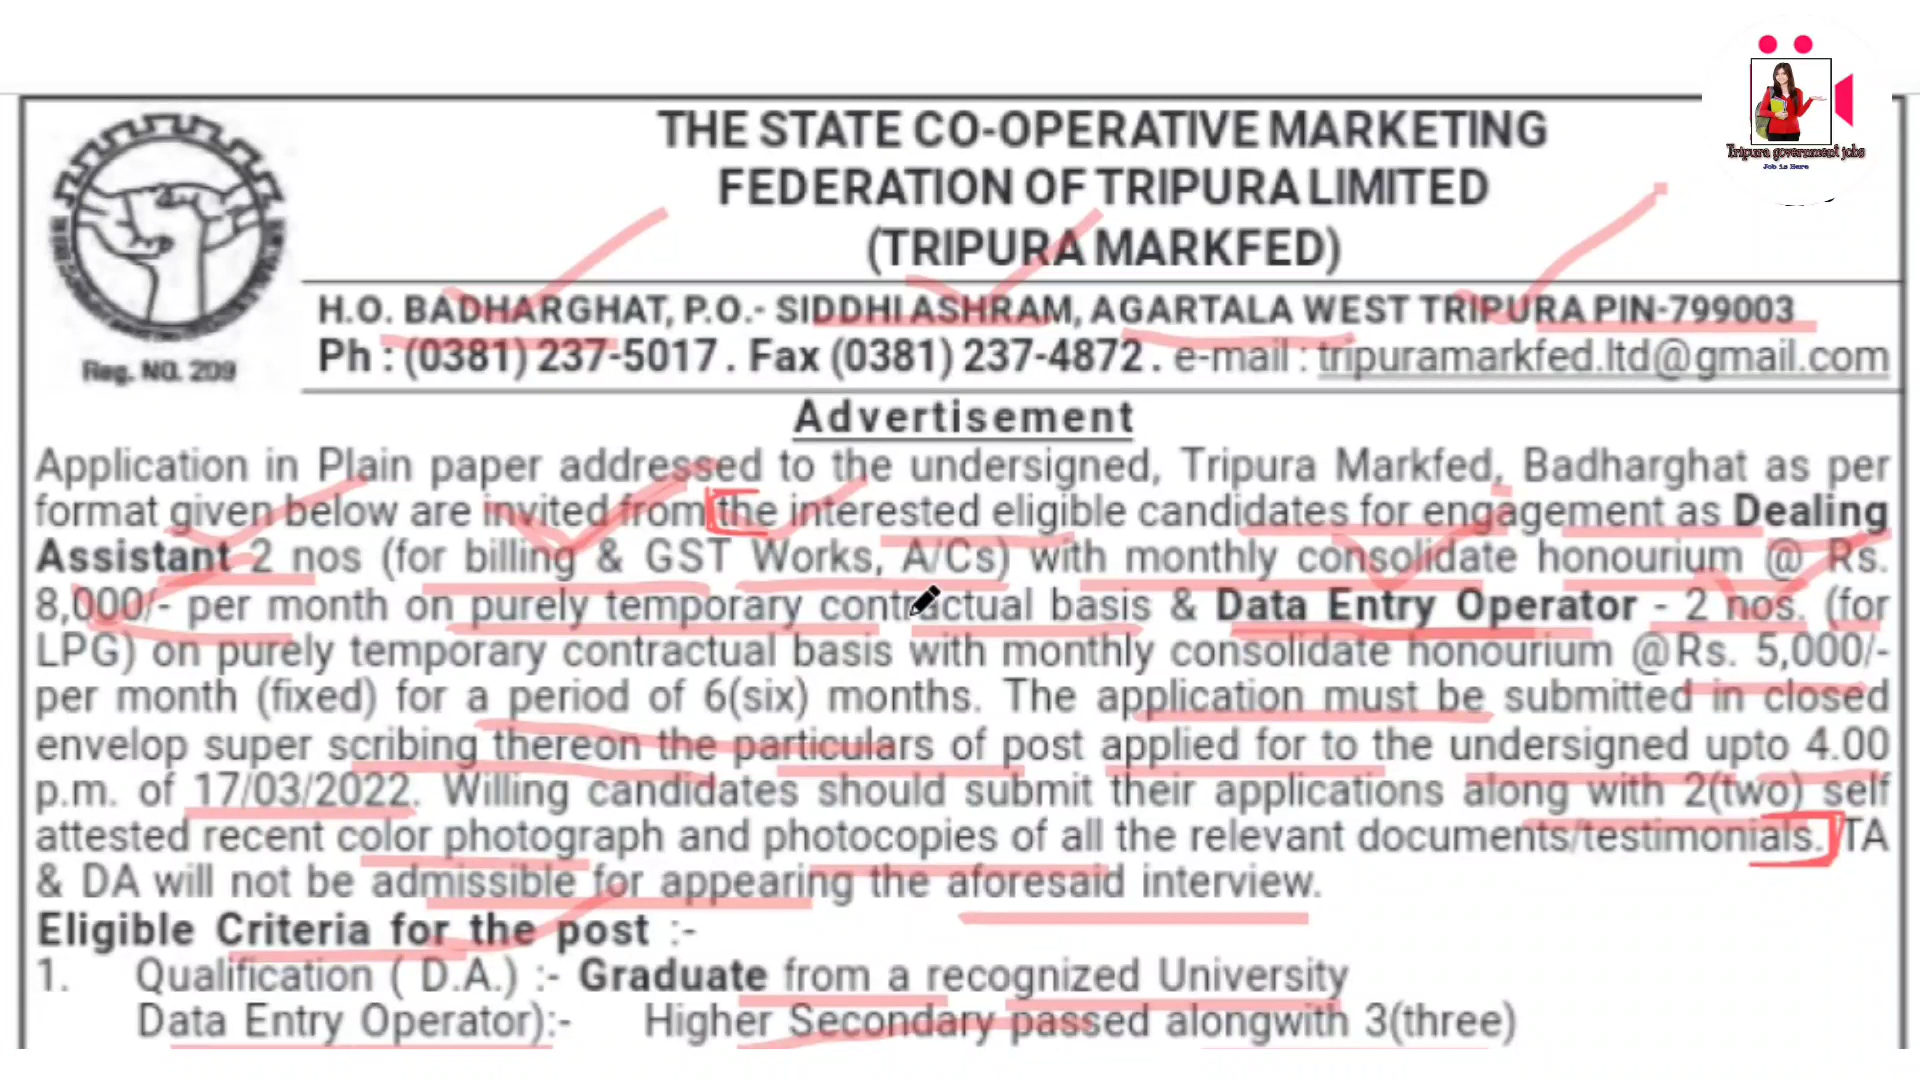 Tripura government jobs
Job is Here
THE STATE CO-OPERATIVE MARKETING
FEDERATION OF TRIPURA LIMITED
(TRIPURA MARKFED)
H.O. BADHARGHAT, P.O.- SIDDHI ASHRAM, AGARTALA WEST TRIPURA PIN-799003
Ph : (0381) 237-5017 . Fax (0381) 237-4872 . e-mail : tripuramarkfed.ltd@gmail.com
Reg. NO. 209
Advertisement
Application in Plain paper addressed to the undersigned, Tripura Markfed, Badharghat as per
format given below are invited from the interested eligible candidates for engagement as Dealing
Assistant 2 nos (for billing & GST Works, A/Cs) with monthly consolidate honourium @ Rs.
8,000/- per month on purely temporary contractual basis & Data Entry Operator - 2 nos. (for
LPG) on purely temporary contractual basis with monthly consolidate honourium @Rs. 5,000/-
per month (fixed) for a period of 6(six) months. The application must be submitted in closed
envelop super scribing thereon the particulars of post applied for to the undersigned upto 4.00
p.m. of 17/03/2022. Willing candidates should submit their applications along with 2(two) self
attested recent color photograph and photocopies of all the relevant documents/testimonials. TA
& DA will not be admissible for appearing the aforesaid interview.
Eligible Criteria for the post :-
1. Qualification ( D.A.) :- Graduate from a recognized University
Data Entry Operator):- Higher Secondary passed alongwith 3(three)